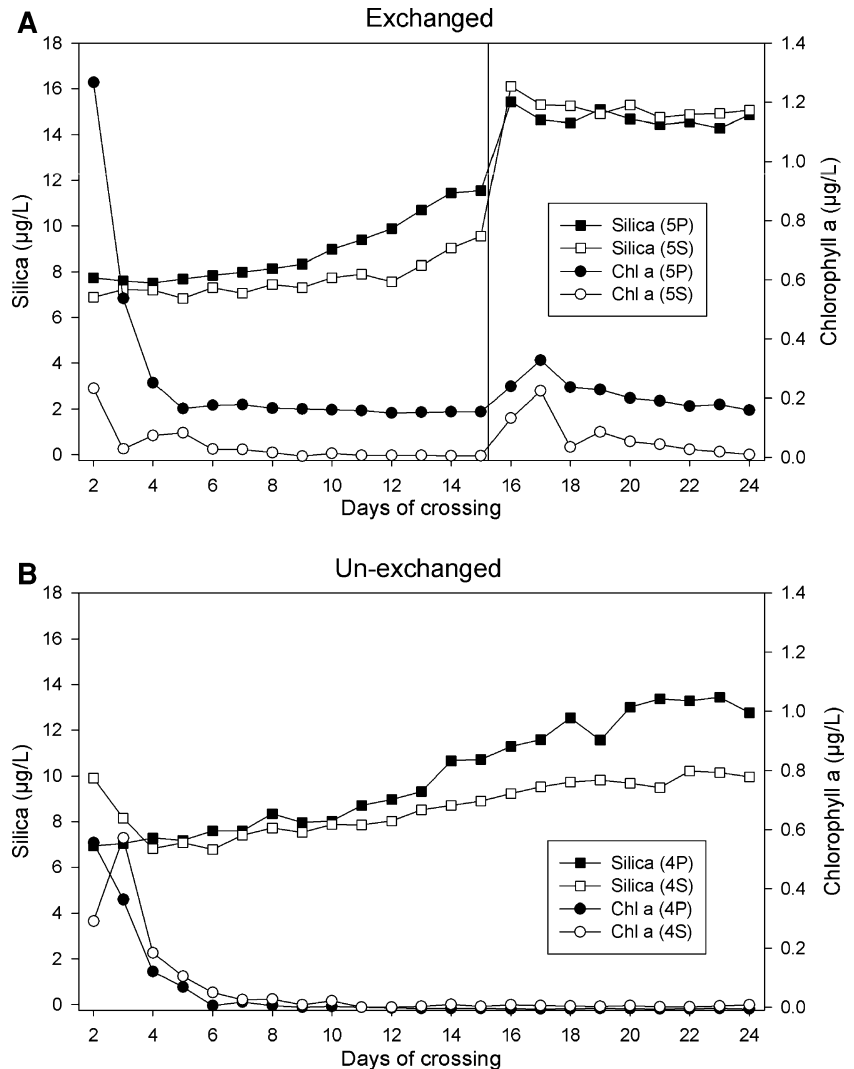 A
Exchanged
18
16
14
12
10
8
6
4
2
0
Silica (µg/L)
1.4
1.2
1.0
0.8
0.6
0.4
0.2
0.0
Chlorophyll a (µg/L)
Silica (5P)
Silica (5S)
Chl a (5P)
Chl a (5S)
2 4 6 8 10 12 14 16 18 20 22 24
Days of crossing
B
Un-exchanged
18
16
14
12
10
8
6
4
2
0
Silica (µg/L)
1.4
1.2
1.0
0.8
0.6
0.4
0.2
0.0
Chlorophyll a (µg/L)
Silica (4P)
Silica (4S)
Chl a (4P)
Chl a (4S)
2 4 6 8 10 12 14 16 18 20 22 24
Days of crossing